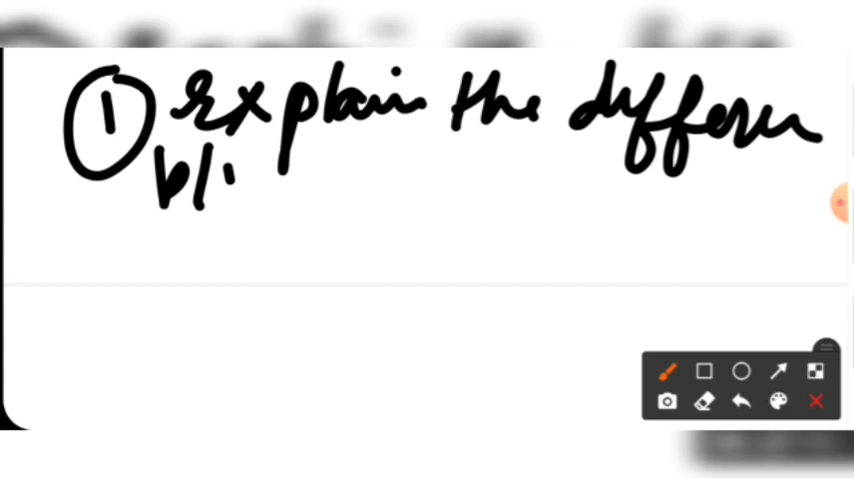 ① Explain the differen
b/